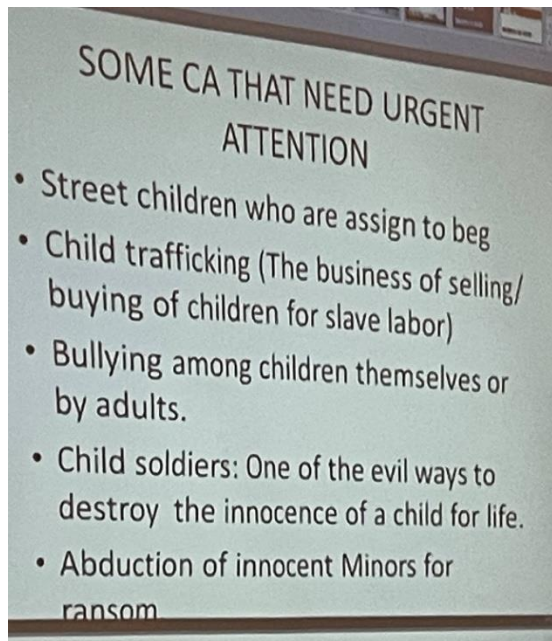 SOME CA THAT NEED URGENT
ATTENTION
• Street children who are assign to beg
• Child trafficking (The business of selling/
buying of children for slave labor)
• Bullying among children themselves or
by adults.
• Child soldiers: One of the evil ways to
destroy the innocence of a child for life.
• Abduction of innocent Minors for
ransom